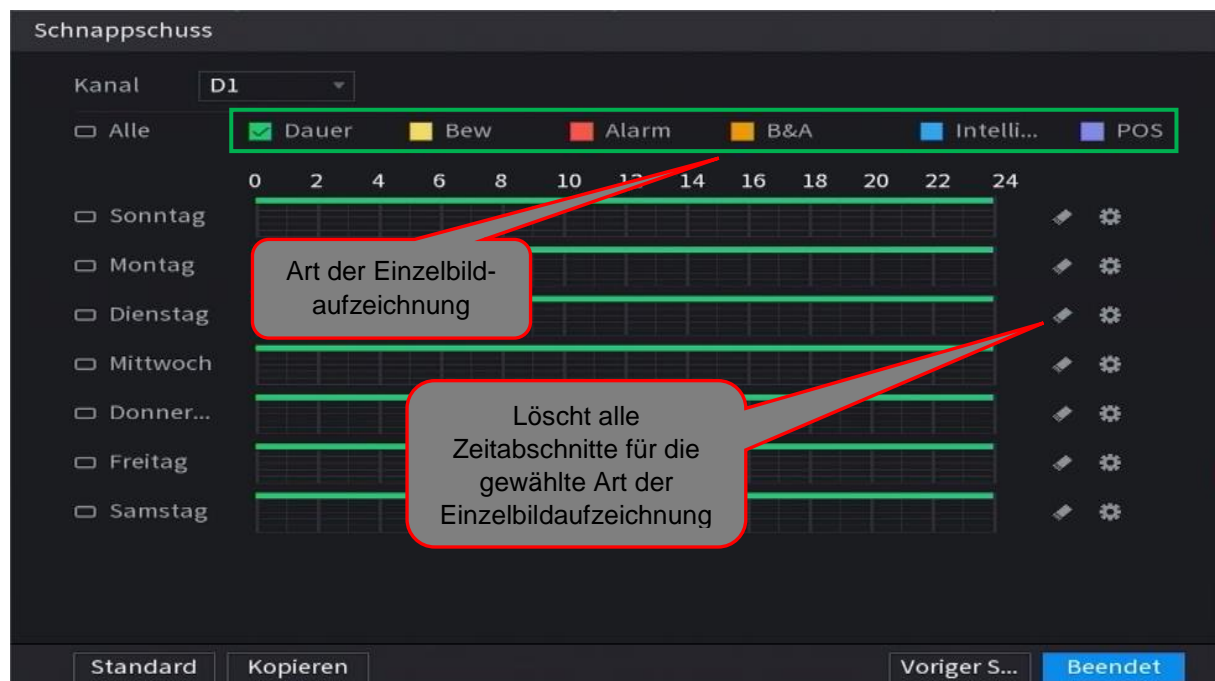 Schnappschuss
Kanal D1
Alle Dauer Bew Alarm B&A Intelli... POS
0 2 4 6 8 10 12 14 16 18 20 22 24
Sonntag
Montag
Dienstag
Mittwoch
Donner...
Freitag
Samstag
Art der Einzelbild-
aufzeichnung
Löscht alle
Zeitabschnitte für die
gewählte Art der
Einzelbildaufzeichnung
Standard Kopieren Voriger S... Beendet